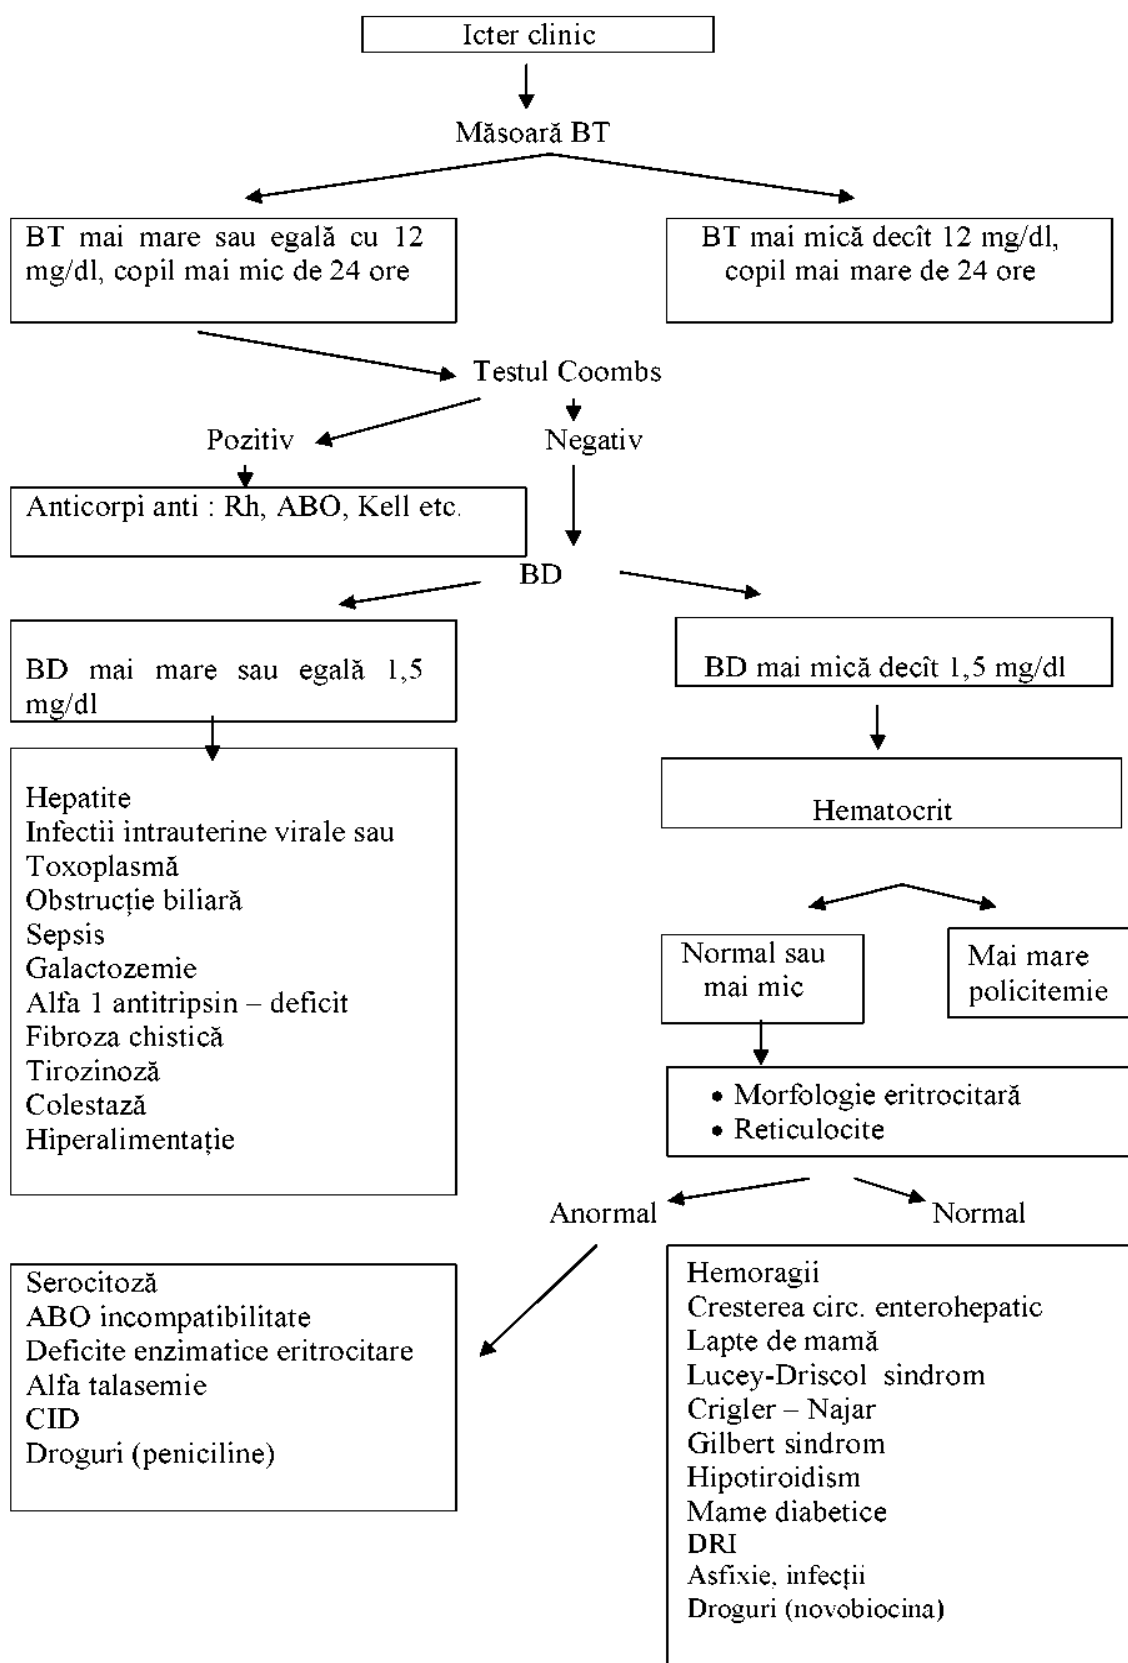 Icter clinic
Măsoară BT
BT mai mare sau egală cu 12
mg/dl, copil mai mic de 24 ore
BT mai mică decît 12 mg/dl,
copil mai mare de 24 ore
Testul Coombs
Pozitiv
Negativ
Anticorpi anti : Rh, ABO, Kell etc.
BD
BD mai mare sau egală 1,5
mg/dl
BD mai mică decît 1,5 mg/dl
Hepatite
Infectii intrauterine virale sau
Toxoplasmă
Obstrucție biliară
Sepsis
Galactozemie
Alfa 1 antitripsin – deficit
Fibroza chistică
Tirozinoză
Colestază
Hiperalimentație
Hematocrit
Normal sau
mai mic
Mai mare
policitemie
• Morfologie eritrocitară
• Reticulocite
Anormal
Normal
Serocitoză
ABO incompatibilitate
Deficite enzimatice eritrocitare
Alfa talasemie
CID
Droguri (peniciline)
Hemoragii
Cresterea circ. enterohepatic
Lapte de mamă
Lucey-Driscol sindrom
Crigler – Najar
Gilbert sindrom
Hipotiroidism
Mame diabetice
DRI
Asfixie, infecții
Droguri (novobiocina)